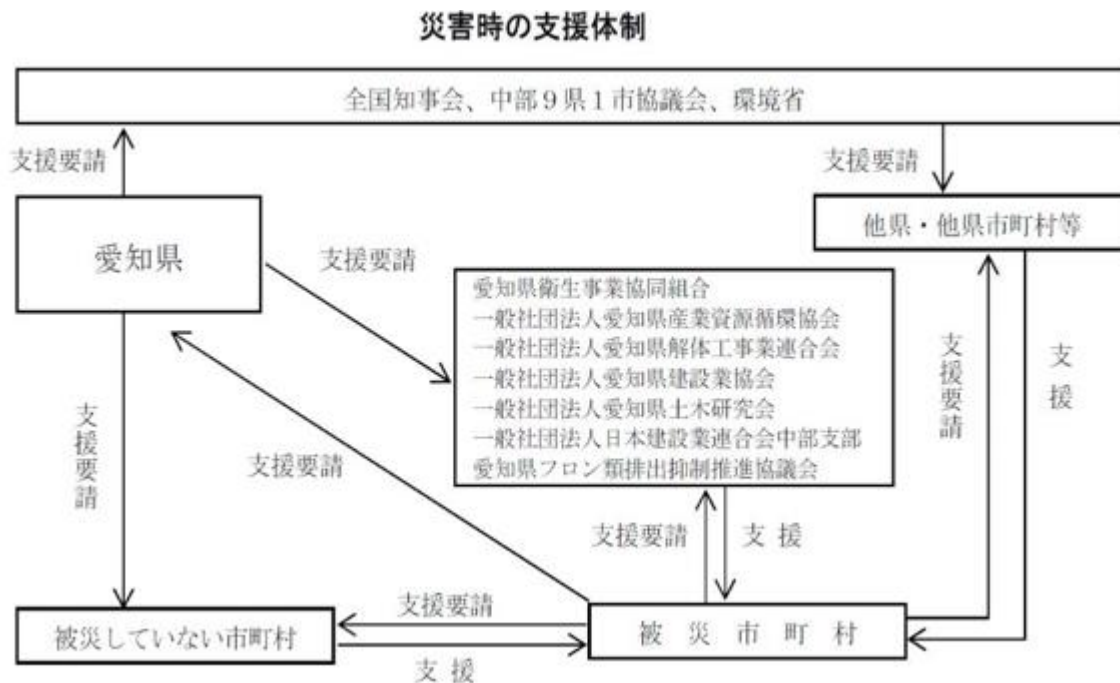 災害時の支援体制
全国知事会、中部９県１市協議会、環境省
支援要請
支援要請
愛知県
他県・他県市町村等
支援要請
愛知県衛生事業協同組合
一般社団法人愛知県産業資源循環協会
一般社団法人愛知県解体工事業連合会
一般社団法人愛知県建設業協会
一般社団法人愛知県土木研究会
一般社団法人日本建設業連合会中部支部
愛知県フロン類排出抑制推進協議会
支援要請
支援
支援要請
支援要請
支援要請
支 援
支援要請
被災していない市町村
被 災 市 町 村
支 援